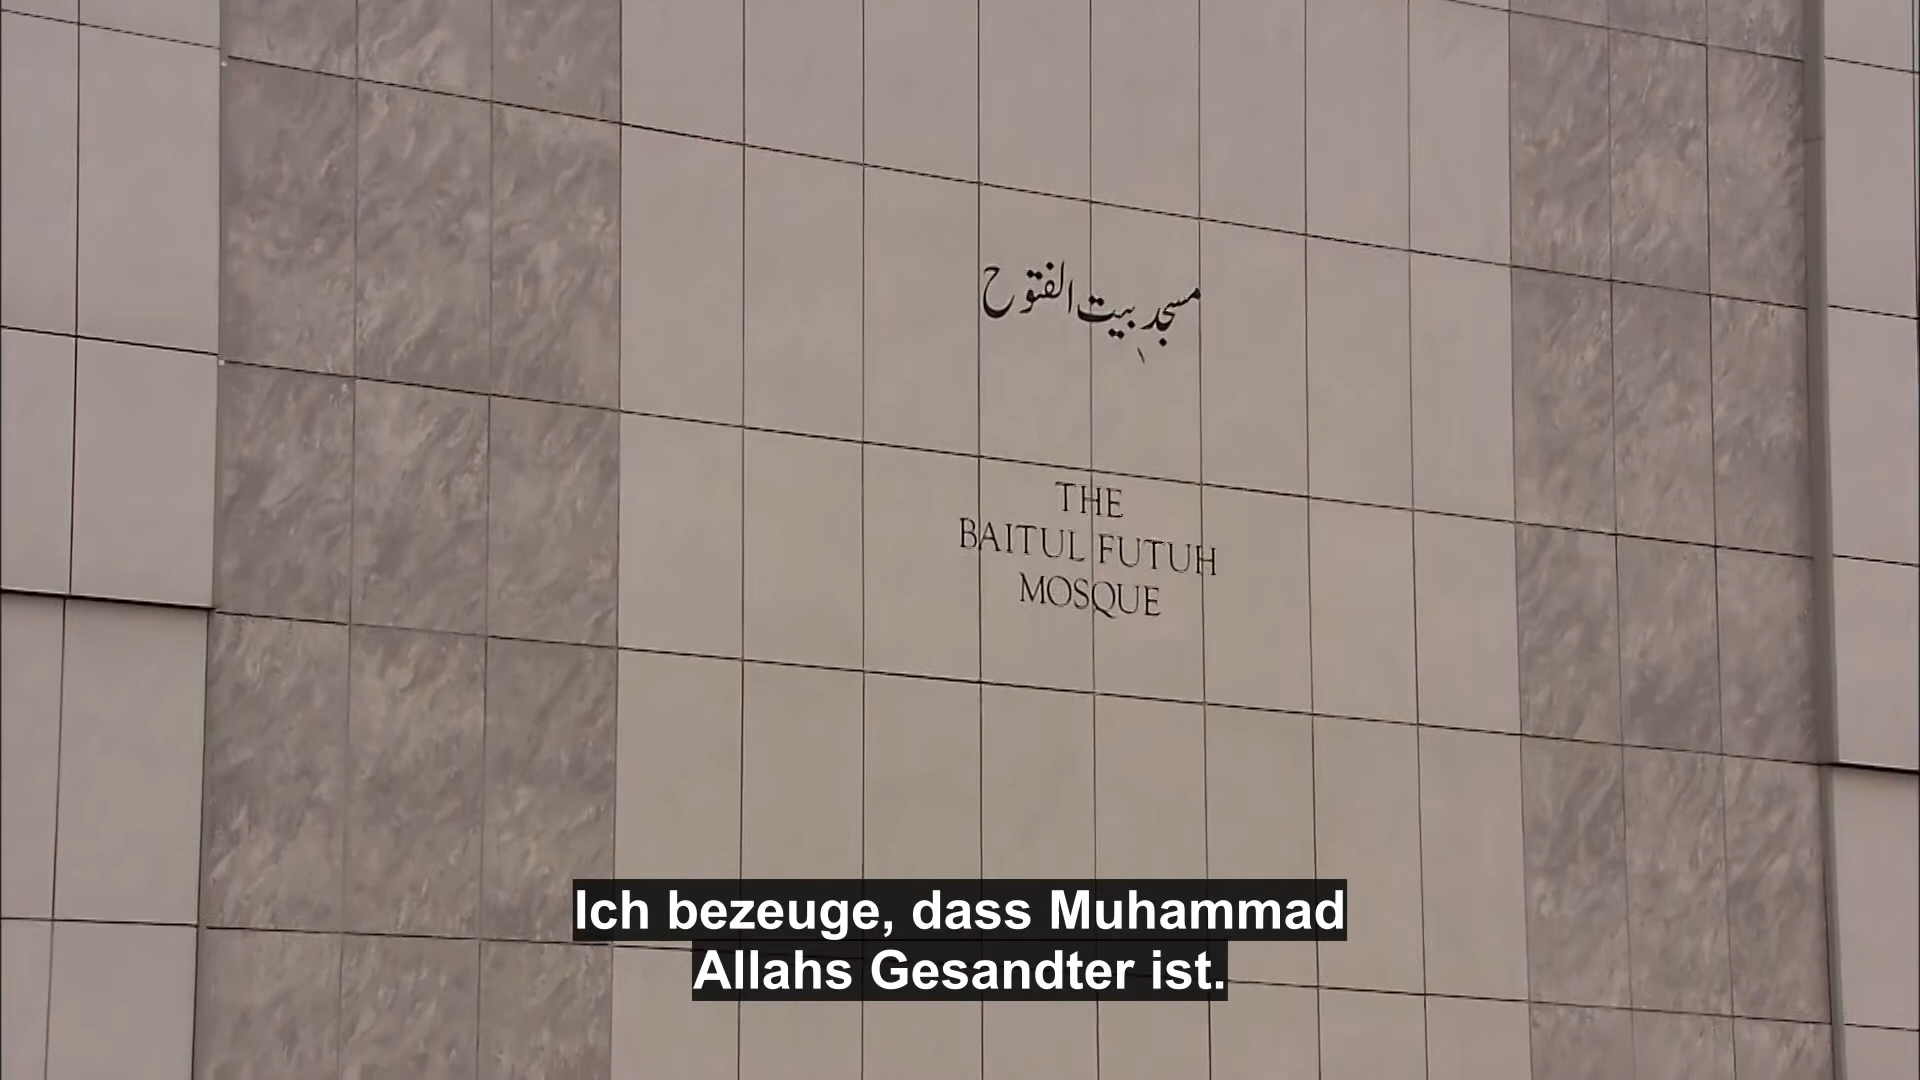 مسجدِ بیت الفتوح
THE
BAITUL FUTUH
MOSQUE
Ich bezeuge, dass Muhammad
Allahs Gesandter ist.